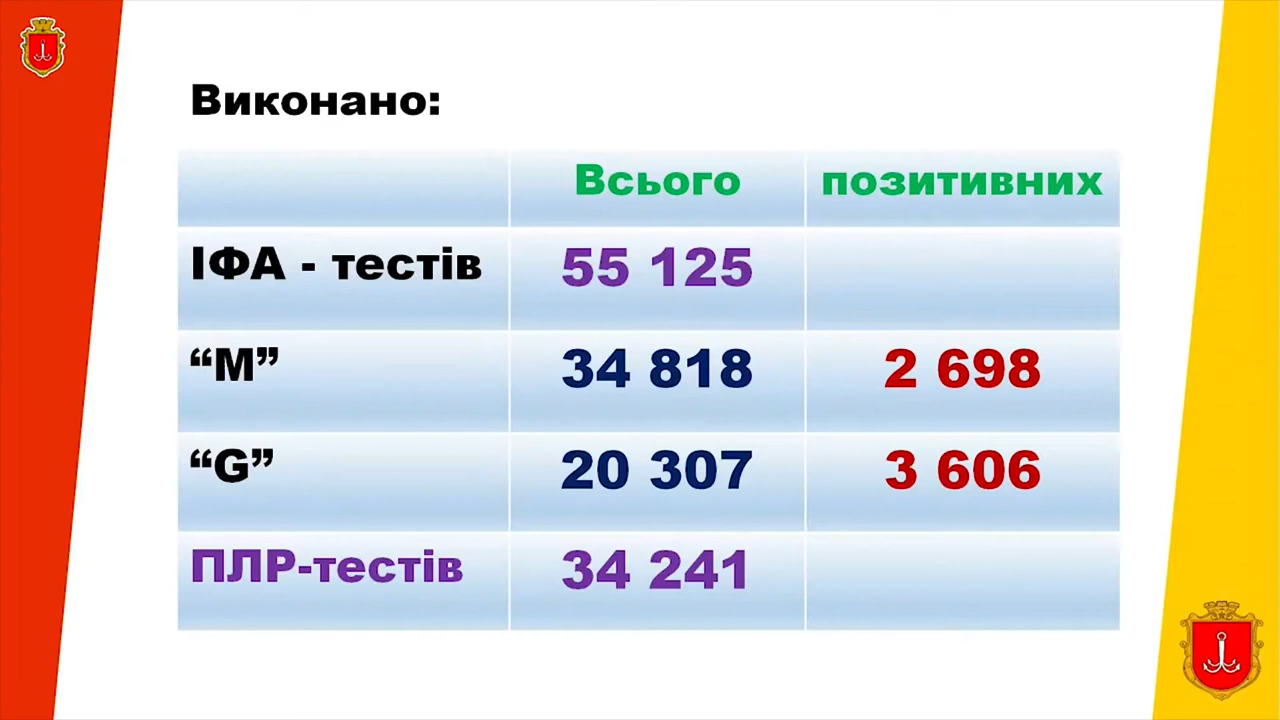 Виконано:
Всього позитивних
ІФА - тестів 55 125
“М” 34 818 2 698
“G” 20 307 3 606
ПЛР-тестів 34 241